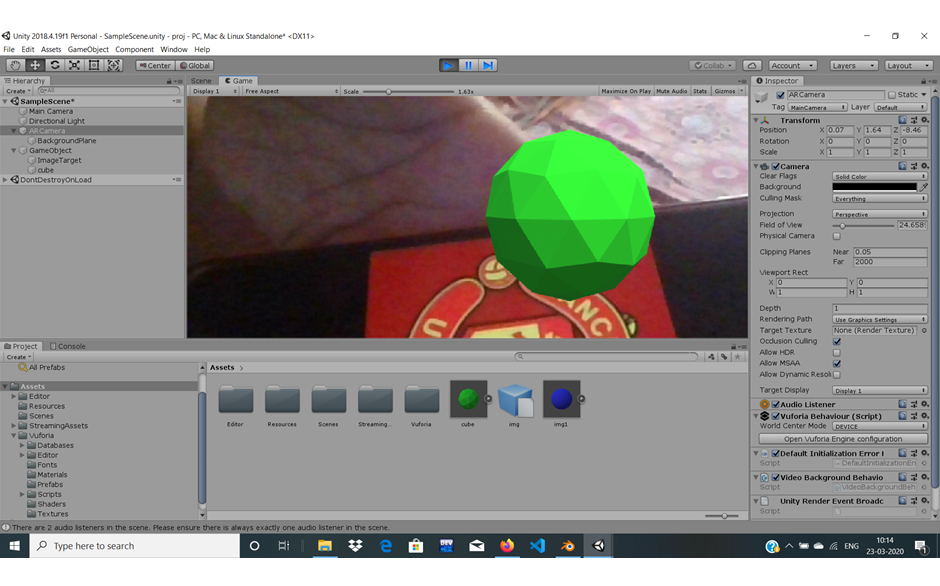 Unity 2018.4.19f1 Personal - SampleScene.unity - proj - PC, Mac & Linux Standalone* <DX11>
File Edit Assets GameObject Component Window Help
Center Global Collab Account Layers Layout
Hierarchy
Create All
SampleScene*
Main Camera
Directional Light
ARCamera
BackgroundPlane
GameObject
ImageTarget
cube
DontDestroyOnLoad
Scene Game
Display 1 Free Aspect Scale 1.63x Maximize On Play Mute Audio Stats Gizmos
Inspector
ARCamera Static
Tag MainCamera Layer Default
Transform
Position X 0.07 Y 1.64 Z -8.46
Rotation X 0 Y 0 Z 0
Scale X 1 Y 1 Z 1
Camera
Clear Flags Solid Color
Background
Culling Mask Everything
Projection Perspective
Field of View 24.658
Physical Camera
Clipping Planes Near 0.05
Far 2000
Viewport Rect
X 0 Y 0
W 1 H 1
Depth 1
Rendering Path Use Graphics Settings
Target Texture None (Render Texture)
Occlusion Culling
Allow HDR
Allow MSAA
Allow Dynamic Resol
Target Display Display 1
Audio Listener
Vuforia Behaviour (Script)
World Center Mode DEVICE
Open Vuforia Engine configuration
Default Initialization Error I
Script DefaultInitializationErr
Video Background Behavio
Script VideoBackgroundBeh
Unity Render Event Broadc
Script
Project Console
Create
All Prefabs
Assets
Editor
Resources
Scenes
StreamingAssets
Vuforia
Databases
Editor
Fonts
Materials
Prefabs
Scripts
Shaders
Textures
Assets
Editor Resources Scenes Streaming... Vuforia cube img img1
There are 2 audio listeners in the scene. Please ensure there is always exactly one audio listener in the scene.
Type here to search
ENG
10:14
23-03-2020